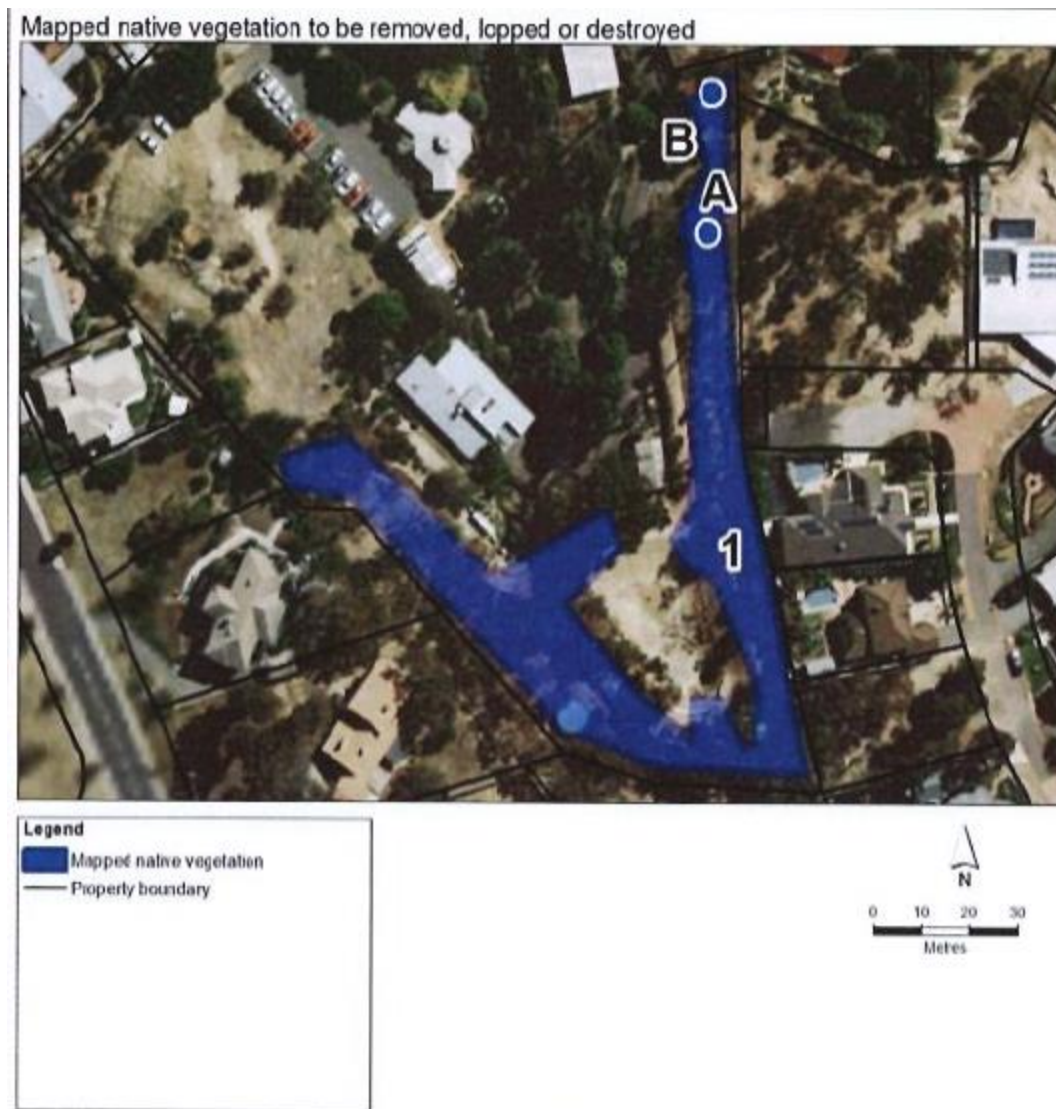 Mapped native vegetation to be removed, lopped or destroyed
B
A
1
Legend
Mapped native vegetation
Property boundary
N
0 10 20 30
Metres